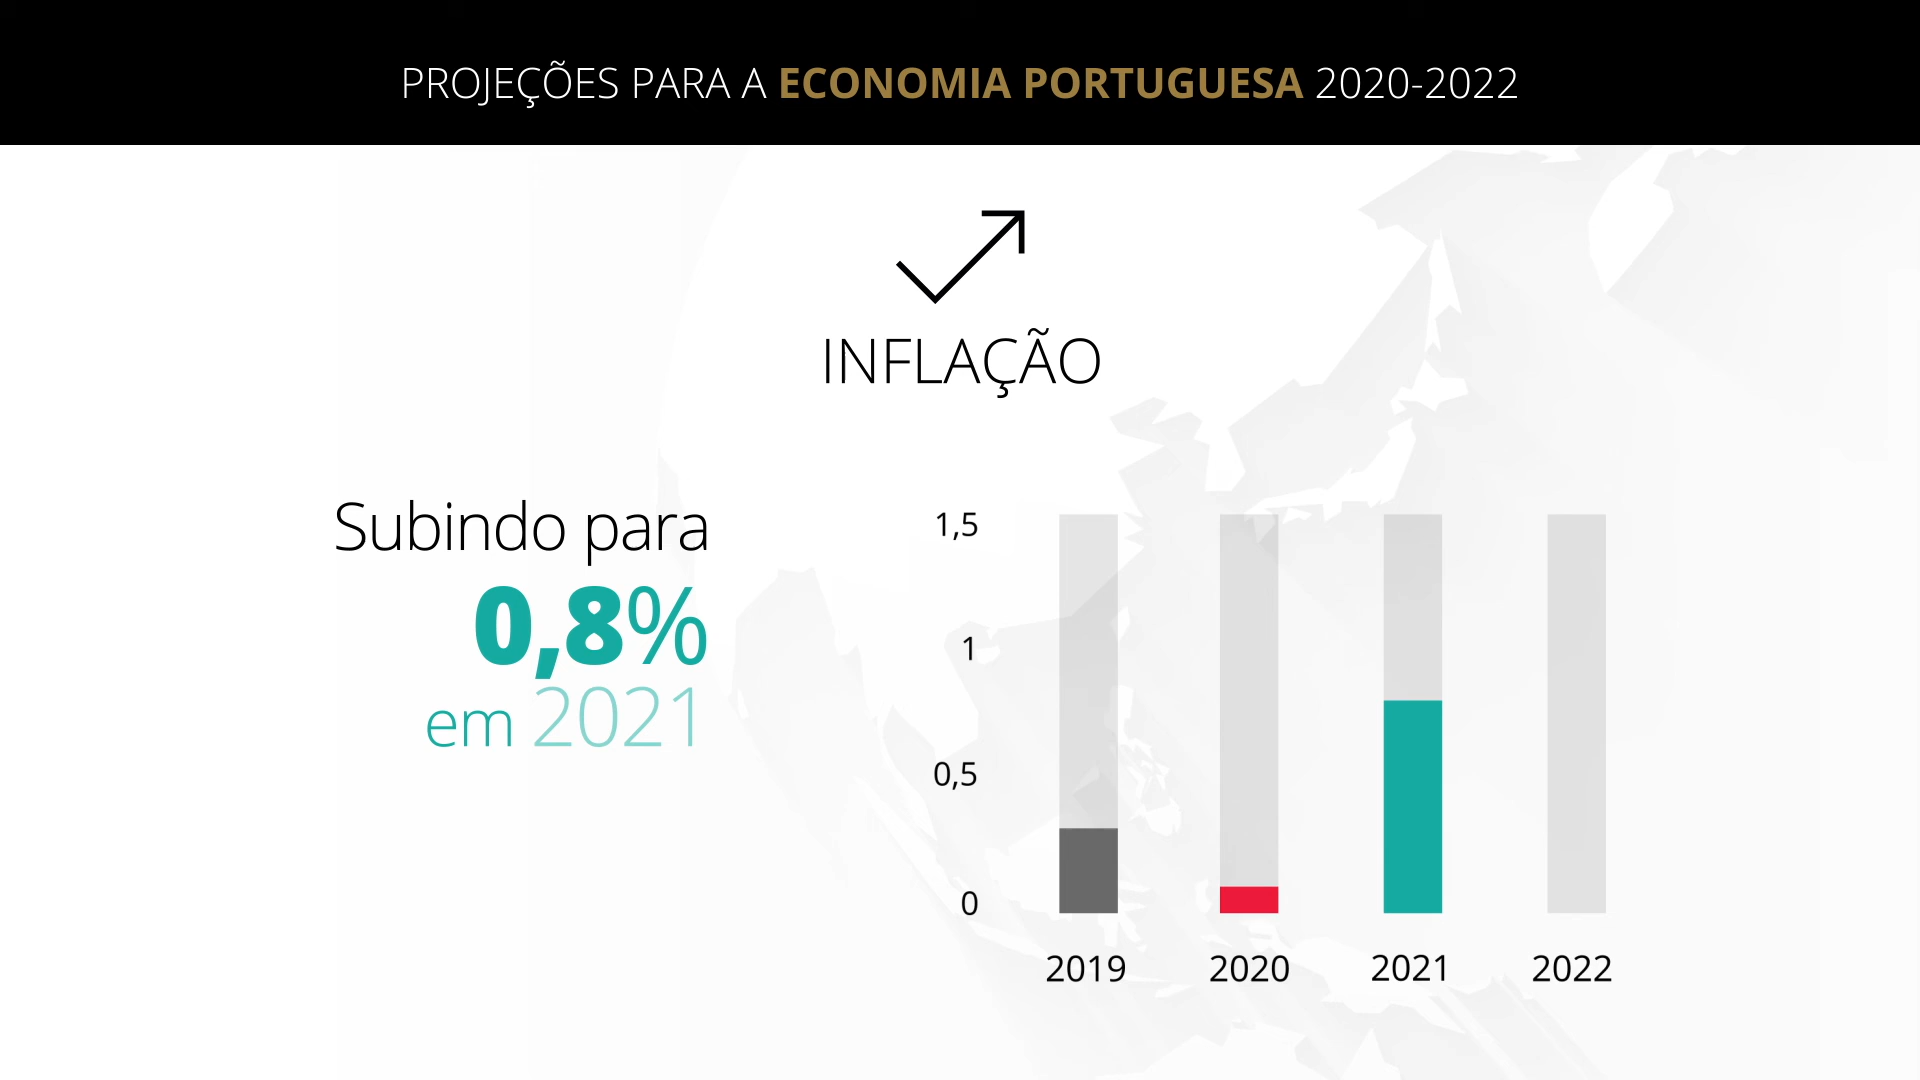 PROJEÇÕES PARA A ECONOMIA PORTUGUESA 2020-2022
INFLAÇÃO
Subindo para
0,8%
em 2021
1,5
1
0,5
0
2019 2020 2021 2022